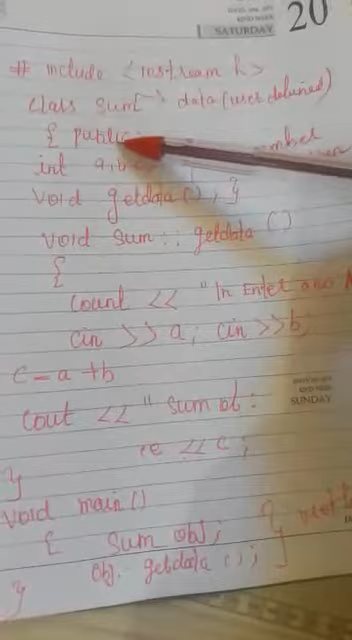 20
SATURDAY
# include <iostream.h>
class sum → data (user defined)
{ public:
int a,b
void getdata(); }
void sum :: getdata ()
{
count << "In Enter
cin >> a; cin >> b,
c = a + b
cout << "Sum of:
<< c;
SUNDAY
}
void main()
{ sum obj; }
obj. getdata ();
}